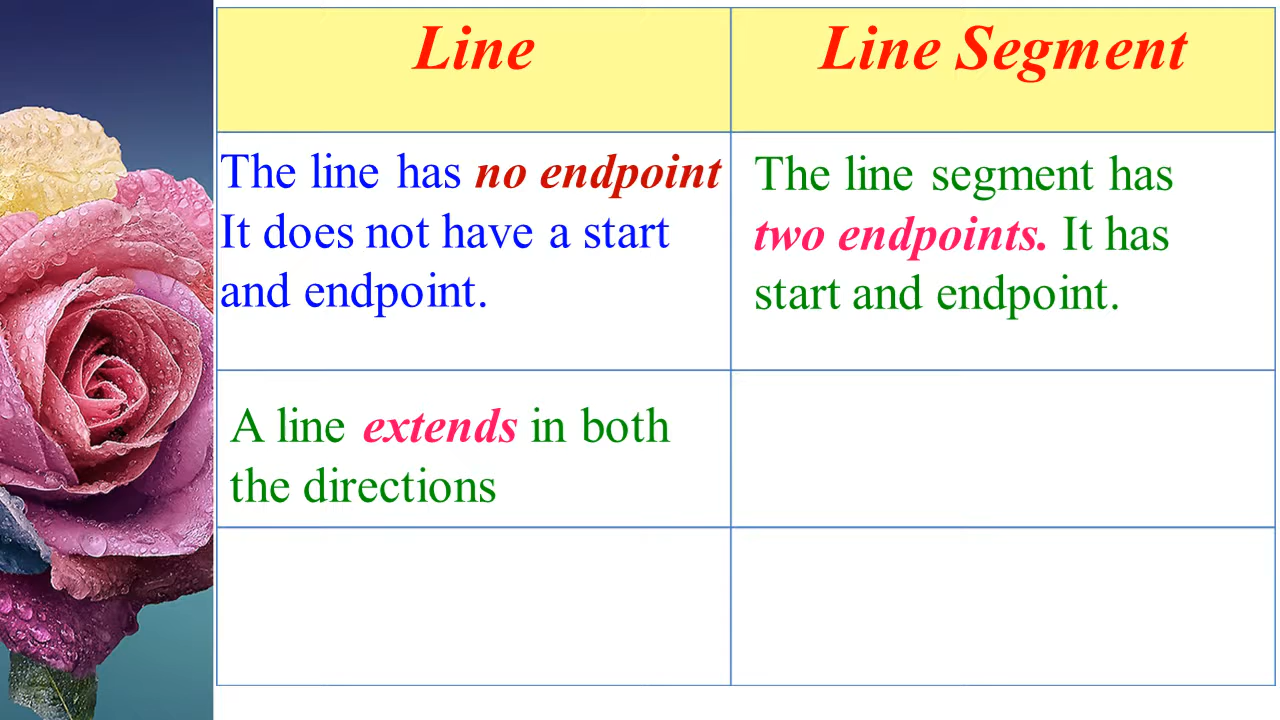 Line
Line Segment
The line has no endpoint
It does not have a start
and endpoint.
The line segment has
two endpoints. It has
start and endpoint.
A line extends in both
the directions